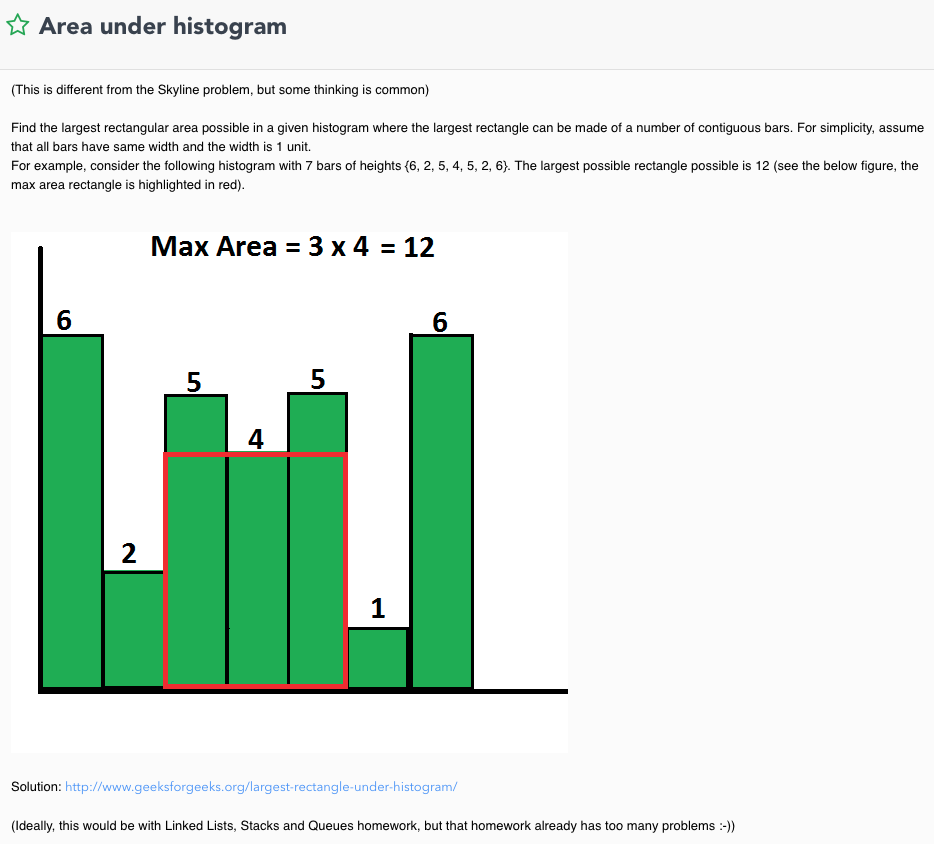 Area under histogram
(This is different from the Skyline problem, but some thinking is common)
Find the largest rectangular area possible in a given histogram where the largest rectangle can be made of a number of contiguous bars. For simplicity, assume
that all bars have same width and the width is 1 unit.
For example, consider the following histogram with 7 bars of heights {6, 2, 5, 4, 5, 2, 6}. The largest possible rectangle possible is 12 (see the below figure, the
max area rectangle is highlighted in red).
Max Area = 3 x 4 = 12
6
6
5
5
4
2
1
Solution: http://www.geeksforgeeks.org/largest-rectangle-under-histogram/
(Ideally, this would be with Linked Lists, Stacks and Queues homework, but that homework already has too many problems :-))